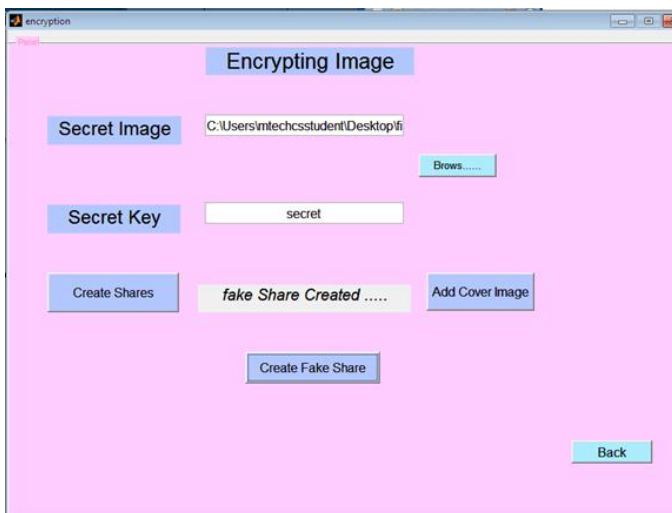 encryption
Panel
Encrypting Image
Secret Image
C:\Users\mtechcsstudent\Desktop\fi
Brows......
Secret Key
secret
Create Shares
fake Share Created .....
Add Cover Image
Create Fake Share
Back